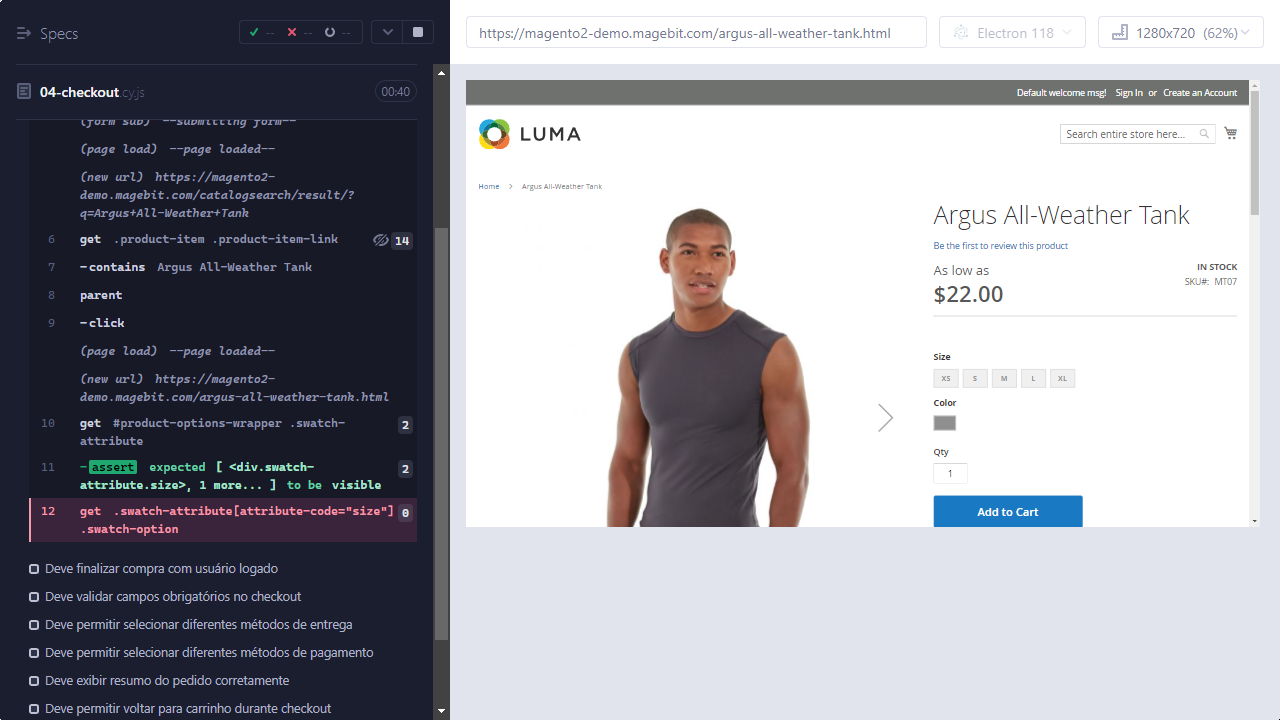 Specs
-- -- --
04-checkout.cy.js
00:40
(form sub) --submitting form--
(page load) --page loaded--
(new url) https://magento2-
demo.magebit.com/catalogsearch/result/?
q=Argus+All-Weather+Tank
6 get .product-item .product-item-link 14
7 -contains Argus All-Weather Tank
8 parent
9 -click
(page load) --page loaded--
(new url) https://magento2-
demo.magebit.com/argus-all-weather-tank.html
10 get #product-options-wrapper .swatch- 2
attribute
11 -assert expected [ <div.swatch- 2
attribute.size>, 1 more... ] to be visible
12 get .swatch-attribute[attribute-code="size"] 0
.swatch-option
Deve finalizar compra com usuário logado
Deve validar campos obrigatórios no checkout
Deve permitir selecionar diferentes métodos de entrega
Deve permitir selecionar diferentes métodos de pagamento
Deve exibir resumo do pedido corretamente
Deve permitir voltar para carrinho durante checkout
https://magento2-demo.magebit.com/argus-all-weather-tank.html
Electron 118
1280x720 (62%)
Default welcome msg! Sign In or Create an Account
LUMA
Search entire store here...
Home > Argus All-Weather Tank
Argus All-Weather Tank
Be the first to review this product
As low as
$22.00
IN STOCK
SKU#: MT07
Size
XS S M L XL
Color
Qty
1
Add to Cart